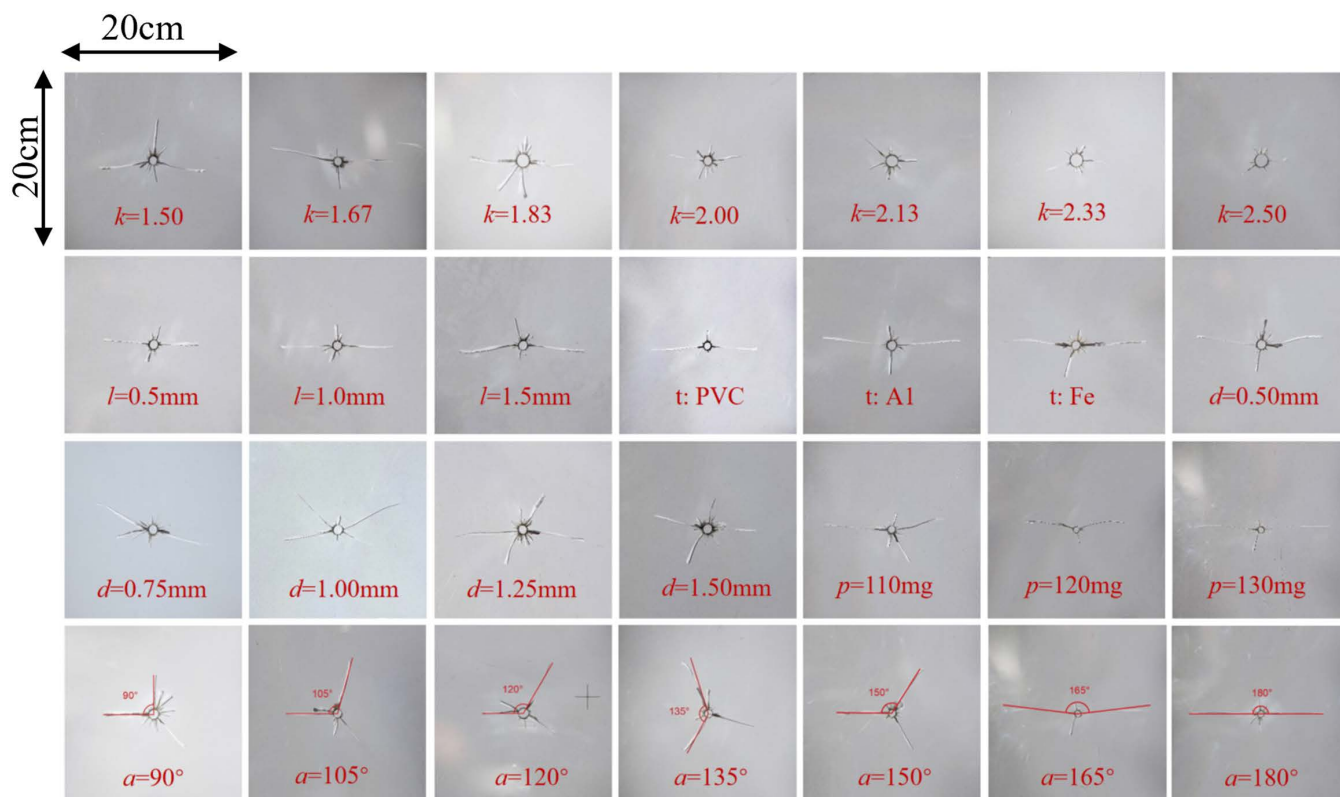 20cm
20cm
k=1.50
k=1.67
k=1.83
k=2.00
k=2.13
k=2.33
k=2.50
l=0.5mm
l=1.0mm
l=1.5mm
t: PVC
t: Al
t: Fe
d=0.50mm
d=0.75mm
d=1.00mm
d=1.25mm
d=1.50mm
p=110mg
p=120mg
p=130mg
90°
105°
120°
135°
150°
165°
180°
a=90°
a=105°
a=120°
a=135°
a=150°
a=165°
a=180°